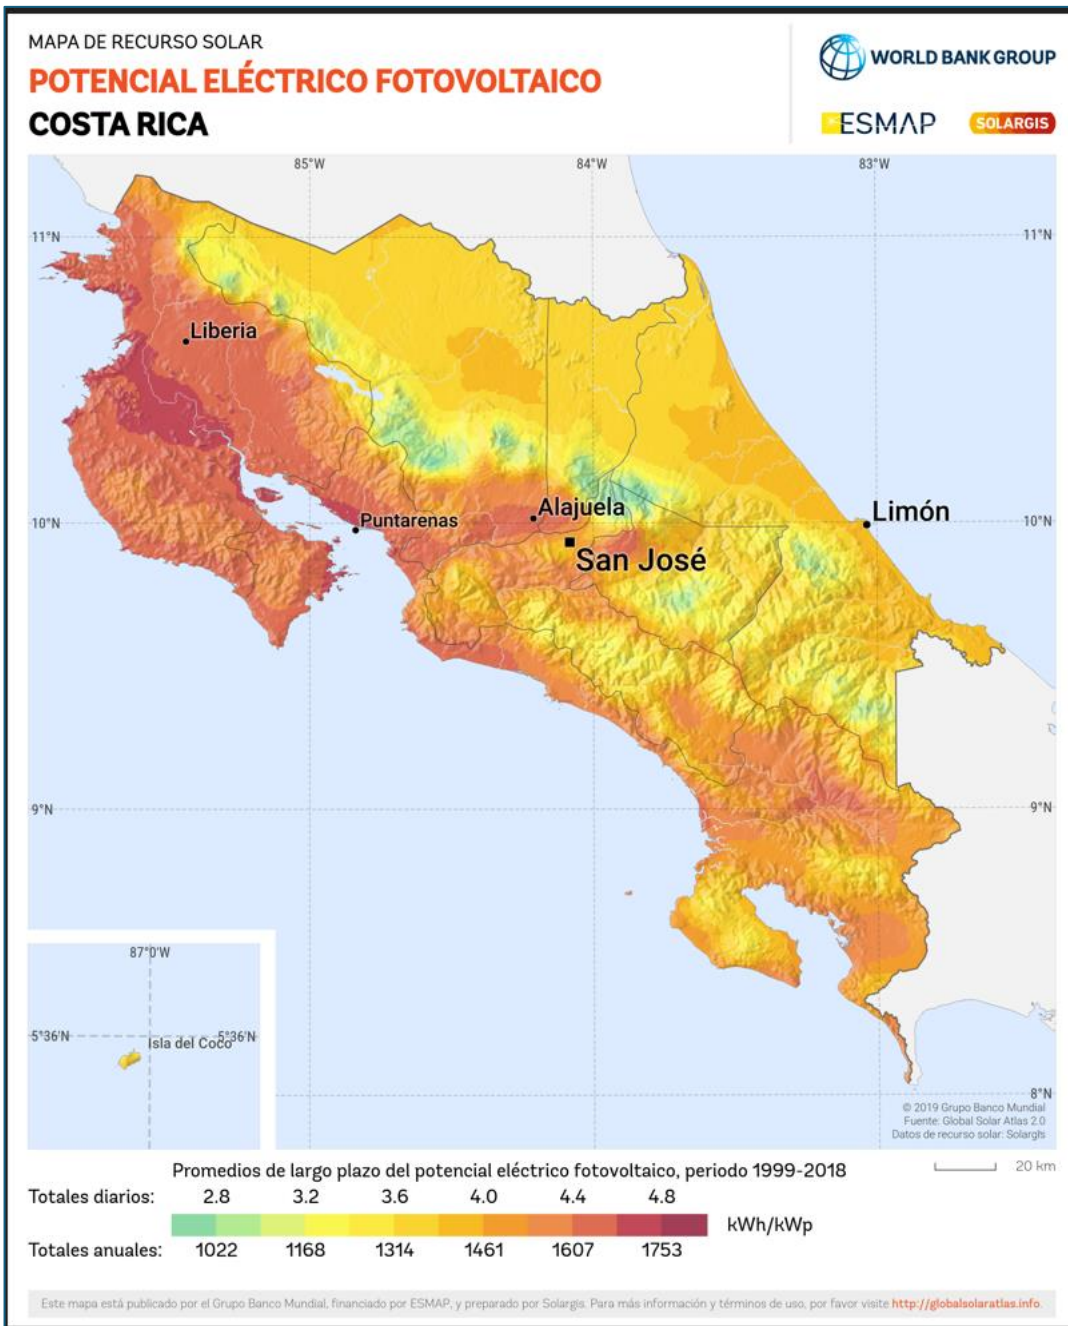 MAPA DE RECURSO SOLAR
POTENCIAL ELÉCTRICO FOTOVOLTAICO
COSTA RICA
WORLD BANK GROUP
ESMAP SOLARGIS
85°W 84°W 83°W
11°N 11°N
Liberia
10°N Puntarenas Alajuela Limón 10°N
San José
9°N 9°N
87°0'W
5°36'N 5°36'N
Isla del Coco
8°N
© 2019 Grupo Banco Mundial
Fuente: Global Solar Atlas 2.0
Datos de recurso solar: Solargis
Promedios de largo plazo del potencial eléctrico fotovoltaico, periodo 1999-2018
20 km
Totales diarios: 2.8 3.2 3.6 4.0 4.4 4.8
kWh/kWp
Totales anuales: 1022 1168 1314 1461 1607 1753
Este mapa está publicado por el Grupo Banco Mundial, financiado por ESMAP, y preparado por Solargis. Para más información y términos de uso, por favor visite http://globalsolaratlas.info.